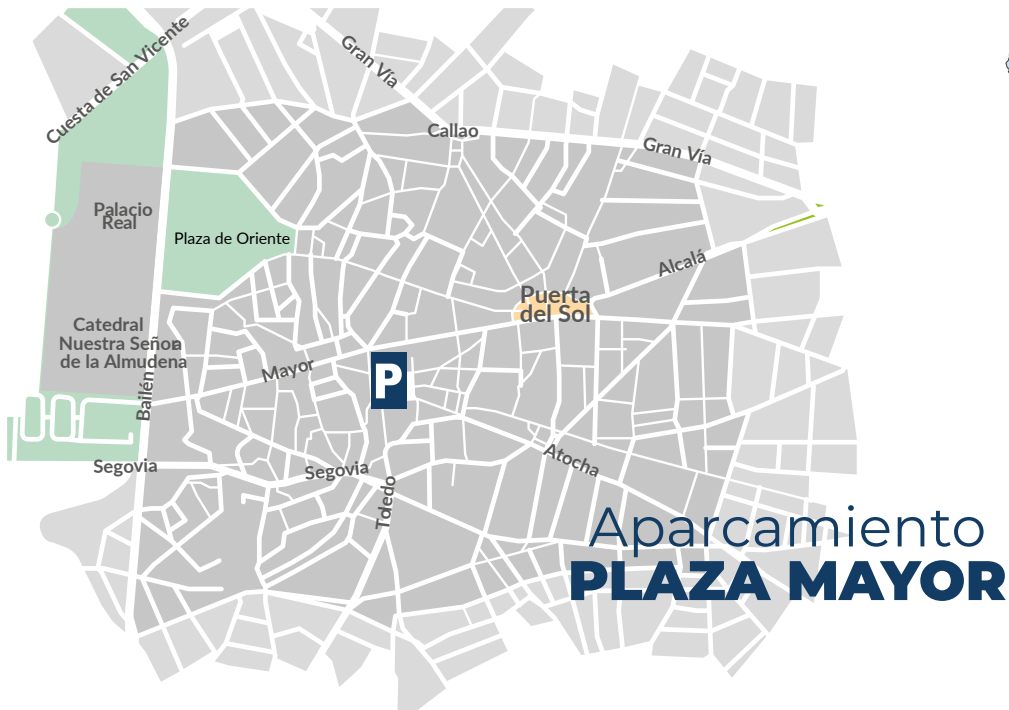 Cuesta de San Vicente
Gran Vía
Callao
Gran Vía
Palacio
Real
Plaza de Oriente
Alcalá
Puerta
del Sol
Catedral
Nuestra Señoa
de la Almudena
Mayor
P
Bailén
Segovia
Segovia
Atocha
Toledo
Aparcamiento
PLAZA MAYOR